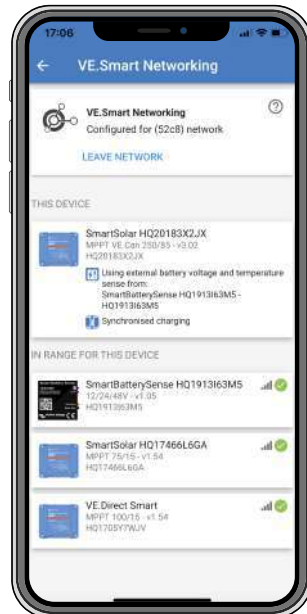 17:06
VE.Smart Networking
VE.Smart Networking
Configured for (52c8) network
LEAVE NETWORK
THIS DEVICE
SmartSolar HQ20183X2JX
MPPT VE.Can 250/85 - v3.02
HQ20183X2JX
Using external battery voltage and temperature
sense from:
SmartBatterySense HQ1913I63M5 -
HQ1913I63M5
Synchronised charging
IN RANGE FOR THIS DEVICE
SmartBatterySense HQ1913I63M5
12/24/48V - v1.05
HQ1913I63M5
SmartSolar HQ17466L6GA
MPPT 75/15 - v1.54
HQ17466L6GA
VE.Direct Smart
MPPT 100/15 - v1.54
HQ1705Y7WJV